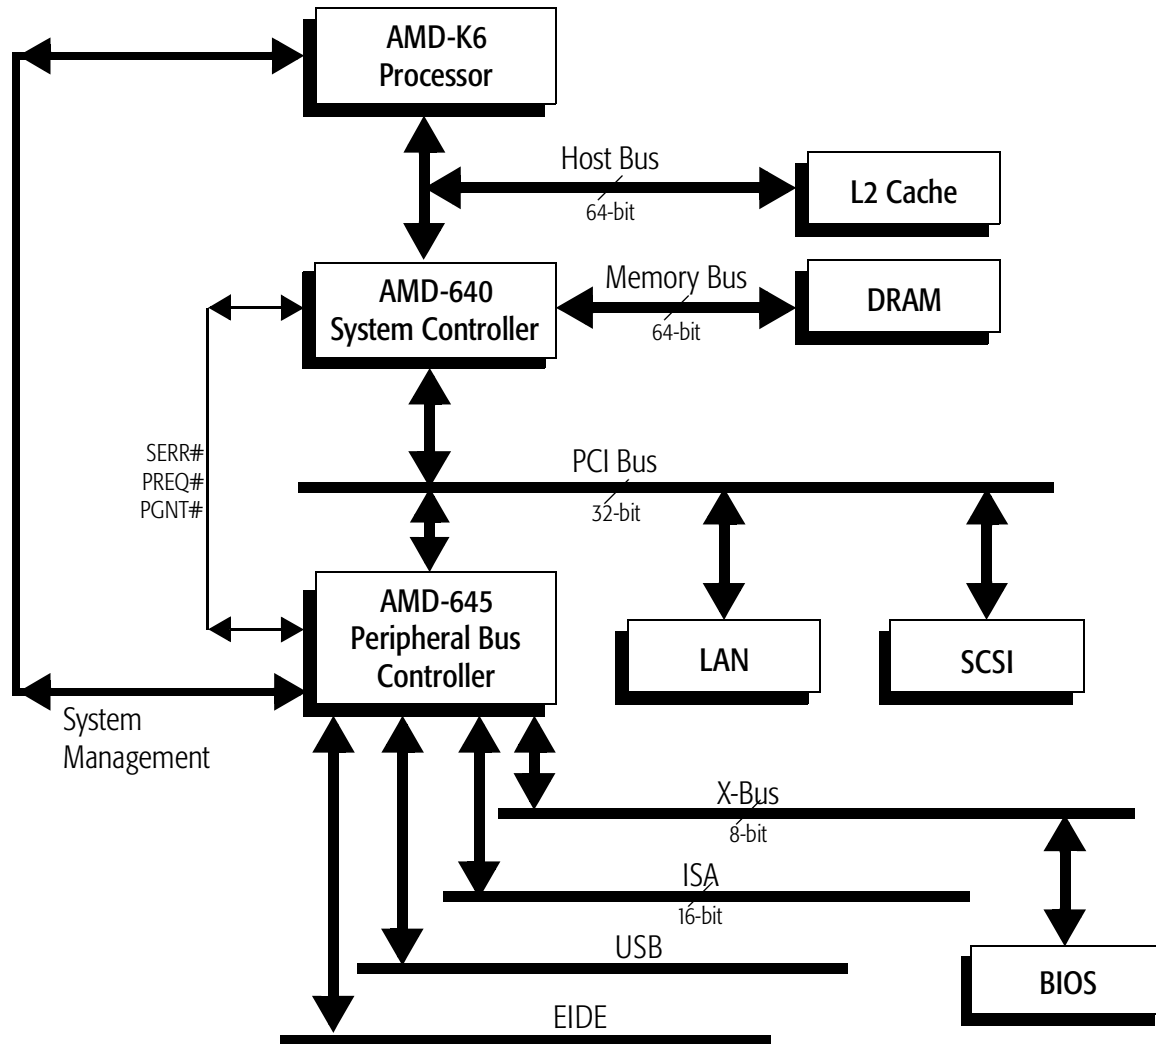 AMD-K6
Processor
Host Bus
64-bit
L2 Cache
AMD-640
System Controller
Memory Bus
64-bit
DRAM
SERR#
PREQ#
PGNT#
PCI Bus
32-bit
AMD-645
Peripheral Bus
Controller
LAN
SCSI
System
Management
X-Bus
8-bit
ISA
16-bit
USB
BIOS
EIDE